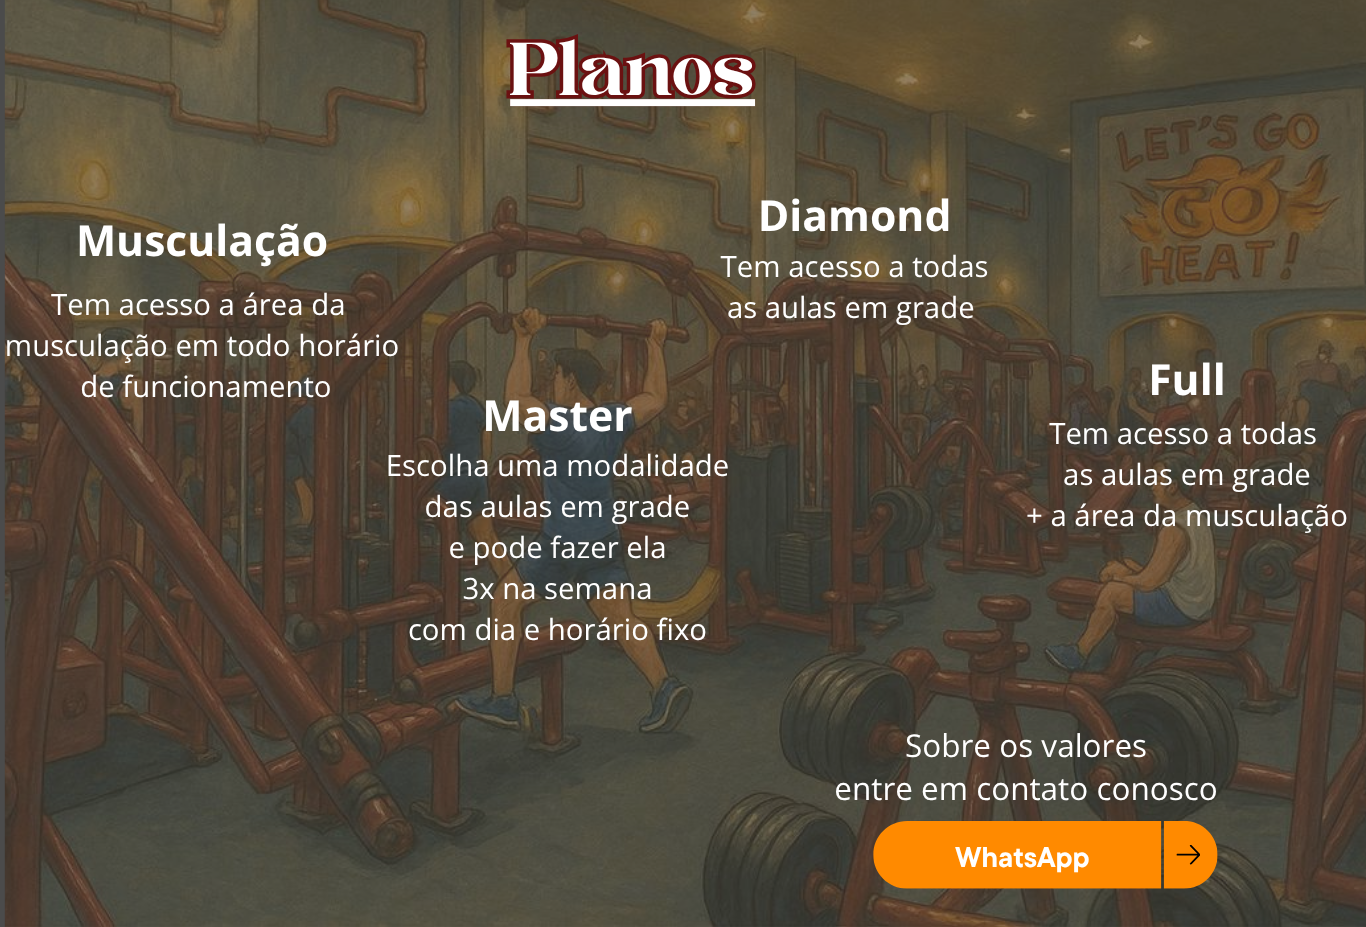 Planos
Musculação
Tem acesso a área da
musculação em todo horário
de funcionamento
Master
Escolha uma modalidade
das aulas em grade
e pode fazer ela
3x na semana
com dia e horário fixo
Diamond
Tem acesso a todas
as aulas em grade
Full
Tem acesso a todas
as aulas em grade
+ a área da musculação
LET'S GO
GO
HEAT!
Sobre os valores
entre em contato conosco
WhatsApp